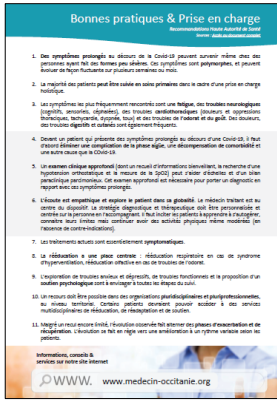 Bonnes pratiques & Prise en charge
Recommandations Haute Autorité de Santé
Sources : Accès au document complet
1. Des symptômes prolongés au décours de la Covid-19 peuvent survenir même chez des
personnes ayant fait des formes peu sévères. Ces symptômes sont polymorphes, et peuvent
évoluer de façon fluctuante sur plusieurs semaines ou mois.
2. La majorité des patients peut être suivie en soins primaires dans le cadre d'une prise en charge
holistique.
3. Les symptômes les plus fréquemment rencontrés sont une fatigue, des troubles neurologiques
(cognitifs, sensoriels, céphalées), des troubles cardiothoraciques (douleurs et oppressions
thoraciques, tachycardie, dyspnée, toux) et des troubles de l'odorat et du goût. Des douleurs,
des troubles digestifs et cutanés sont également fréquents.
4. Devant un patient qui présente des symptômes prolongés au décours d'une Covid-19, il faut
d'abord éliminer une complication de la phase aigüe, une décompensation de comorbidité et
une autre cause que la Covid-19.
5. Un examen clinique approfondi (dont un recueil d'informations bienveillant, la recherche d'une
hypotension orthostatique et la mesure de la SpO2) peut s'aider d'échelles et d'un bilan
paraclinique parcimonieux. Cet examen approfondi est nécessaire pour porter un diagnostic en
rapport avec ces symptômes prolongés.
6. L'écoute est empathique et explore le patient dans sa globalité. Le médecin traitant est au
centre du dispositif. La stratégie diagnostique et thérapeutique doit être personnalisée et
centrée sur la personne en l'accompagnant. Il faut inciter les patients à apprendre à s'autogérer,
connaître leurs limites mais continuer avoir des activités physiques même modérées (en
l'absence de contre-indications).
7. Les traitements actuels sont essentiellement symptomatiques.
8. La rééducation a une place centrale : rééducation respiratoire en cas de syndrome
d'hyperventilation, rééducation olfactive en cas de troubles de l'odorat.
9. L'exploration de troubles anxieux et dépressifs, de troubles fonctionnels et la proposition d'un
soutien psychologique sont à envisager à toutes les étapes du suivi.
10. Un recours doit être possible dans des organisations pluridisciplinaires et pluriprofessionnelles,
au niveau territorial. Certains patients devraient pouvoir accéder à des services
multidisciplinaires de rééducation, de réadaptation et de soutien.
11. Malgré un recul encore limité, l'évolution observée fait alterner des phases d'exacerbation et de
récupération. L'évolution se fait en règle vers une amélioration à un rythme variable selon les
patients.
Informations, conseils &
services sur notre site internet
WWW. www.medecin-occitanie.org